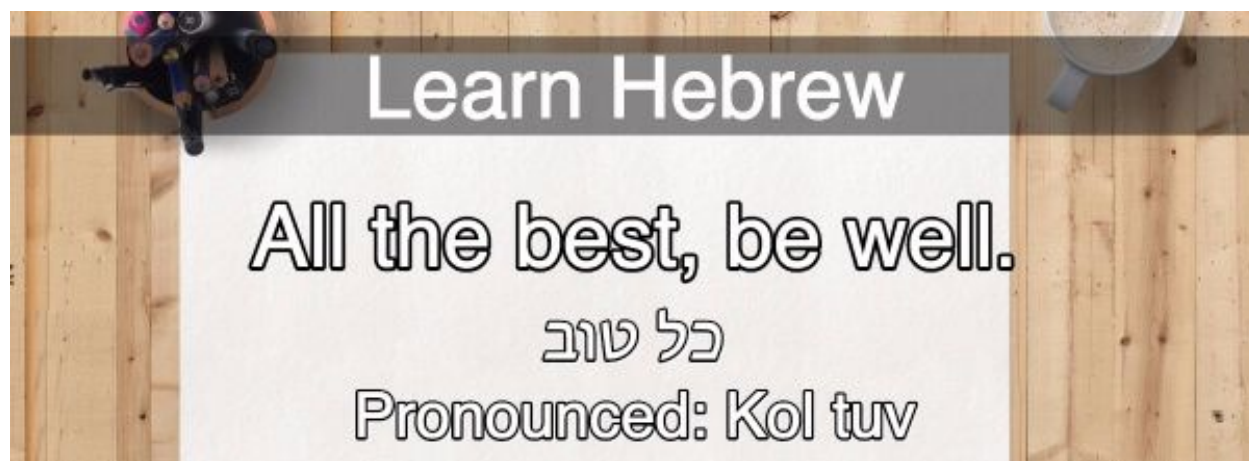 Learn Hebrew
All the best, be well.
כל טוב
Pronounced: Kol tuv